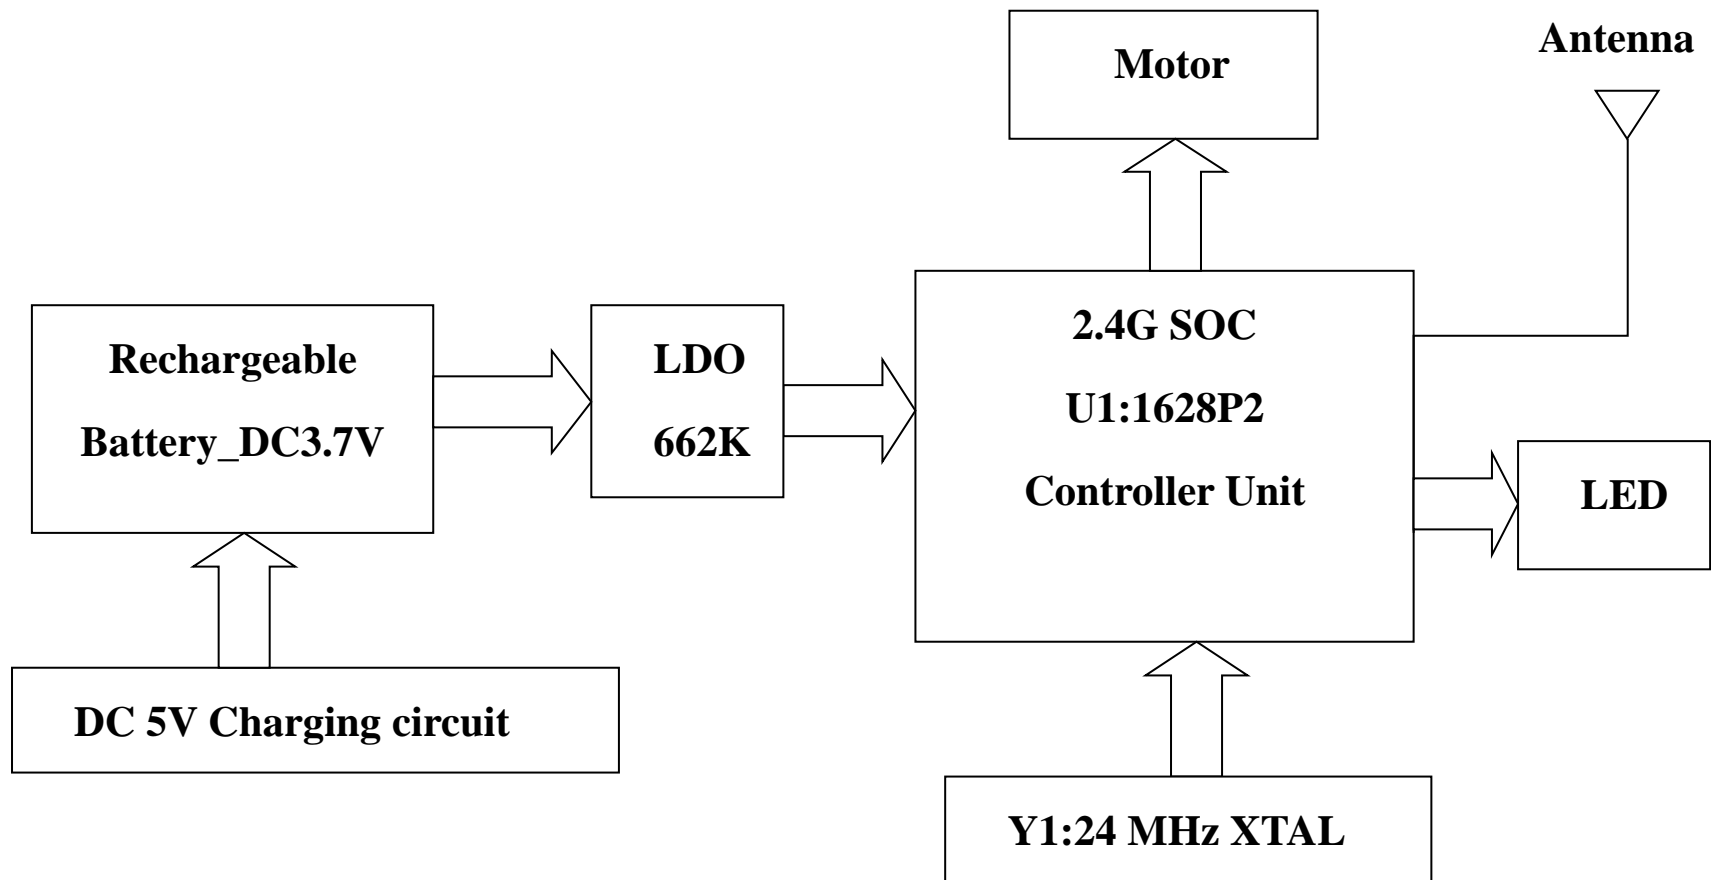 Motor
Antenna
2.4G SOC
U1:1628P2
Controller Unit
Rechargeable
Battery_DC3.7V
LDO
662K
LED
DC 5V Charging circuit
Y1:24 MHz XTAL